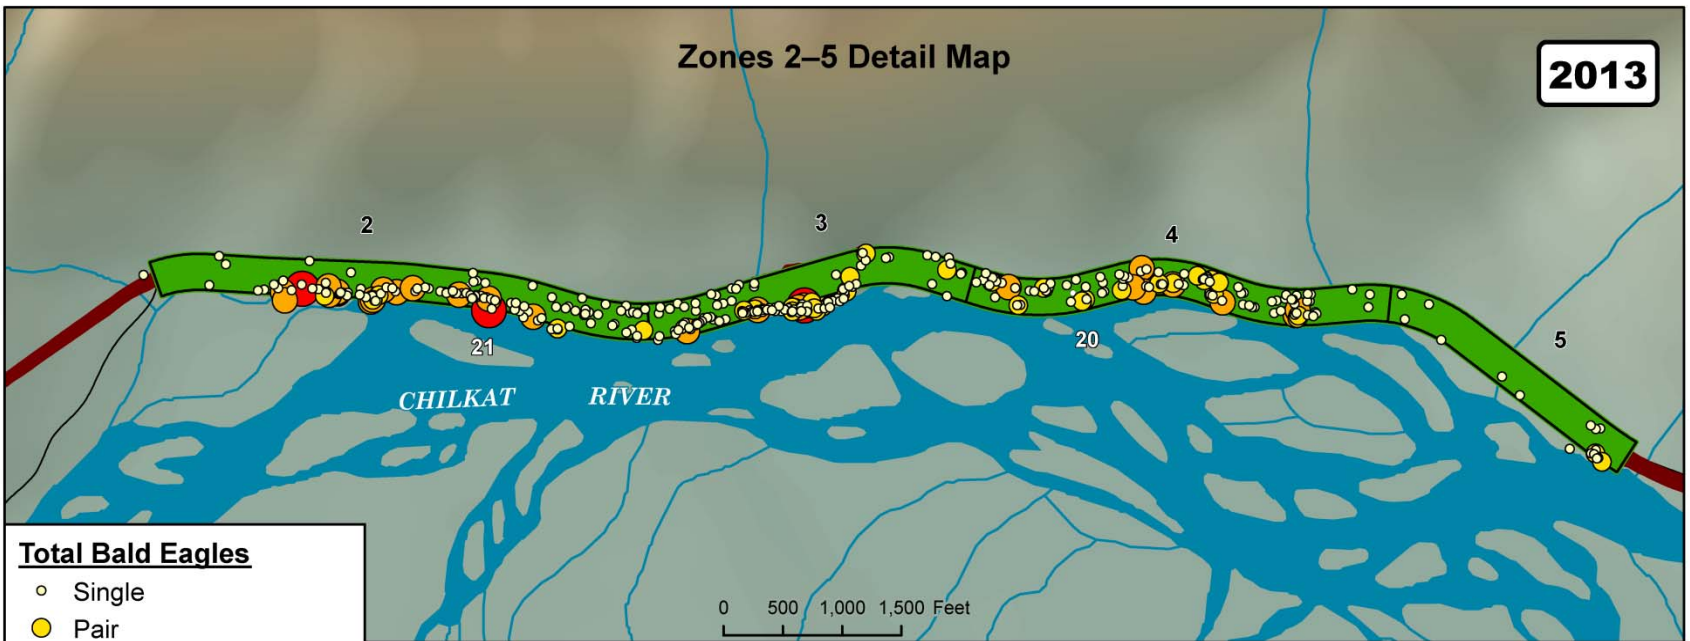 Zones 2–5 Detail Map
2013
2
3
4
5
21
20
CHILKAT RIVER
Total Bald Eagles
Single
Pair
0 500 1,000 1,500 Feet